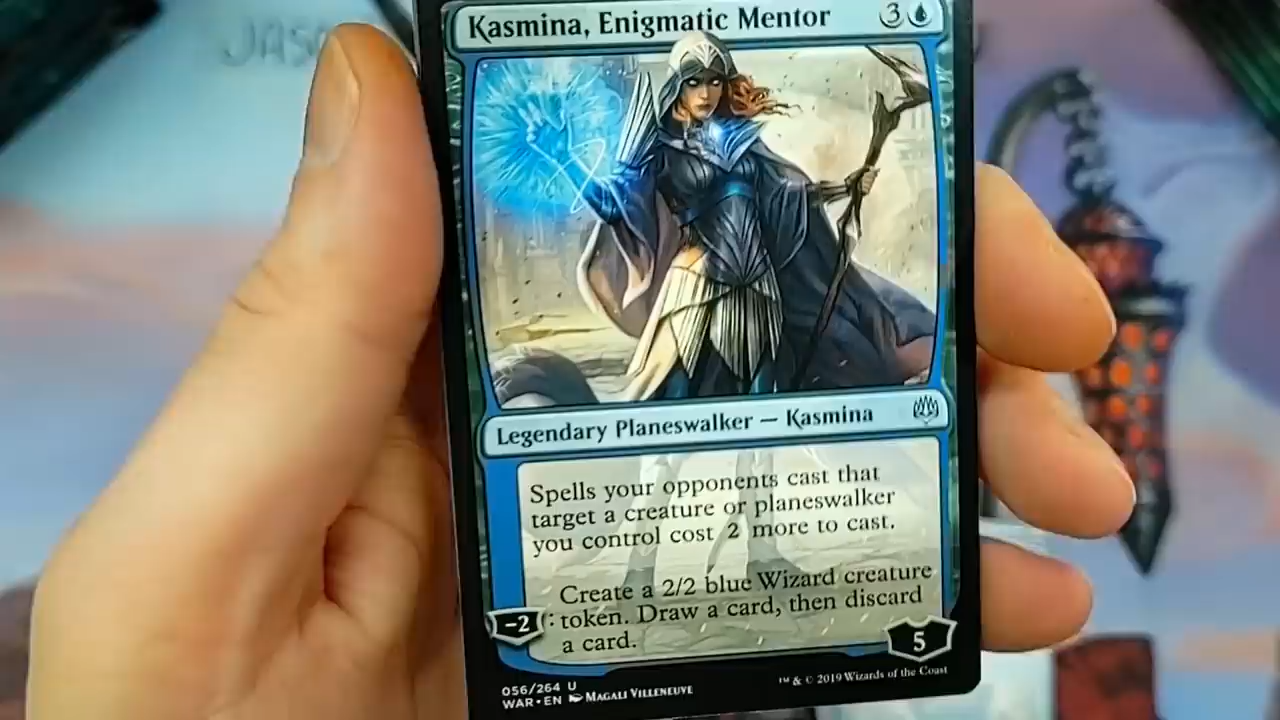 JAS
Kasmina, Enigmatic Mentor 3
Legendary Planeswalker — Kasmina
Spells your opponents cast that
target a creature or planeswalker
you control cost 2 more to cast.
Create a 2/2 blue Wizard creature
-2: token. Draw a card, then discard
a card.
5
056/264 U
WAR • EN MAGALI VILLENEUVE
™ & © 2019 Wizards of the Coast